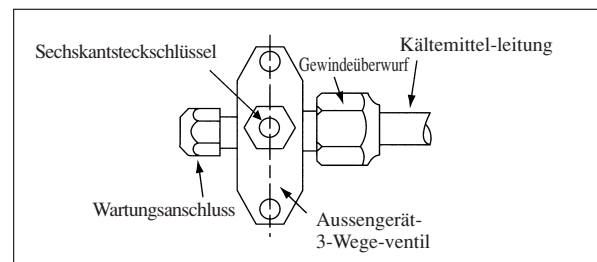 Sechskantsteckschlüssel
Gewindeüberwurf
Kältemittel-leitung
Wartungsanschluss
Aussengerät-
3-Wege-ventil